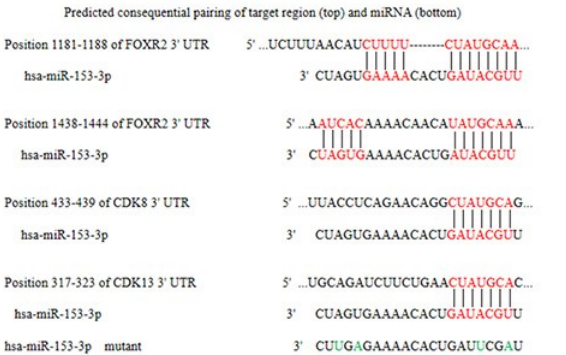 Predicted consequential pairing of target region (top) and miRNA (bottom)
Position 1181-1188 of FOXR2 3' UTR 5' ...UCUUUAACAUCUUUU--------CUAUGCAA...
hsa-miR-153-3p 3' CUAGUGAAAACACUGAUACGUU
Position 1438-1444 of FOXR2 3' UTR 5' ...AAUCACAAAACAACAUAUGCAAA...
hsa-miR-153-3p 3' CUAGUGAAAACACUGAUACGUU
Position 433-439 of CDK8 3' UTR 5' ...UUACCUCAGAACAGGCUAUGCAG...
hsa-miR-153-3p 3' CUAGUGAAAACACUGAUACGUU
Position 317-323 of CDK13 3' UTR 5' ...UGCAGAUCUUCUGAACUAUGCAC...
hsa-miR-153-3p 3' CUAGUGAAAACACUGAUACGUU
hsa-miR-153-3p mutant 3' CUUGAGAAAACACUGAUUCGAU